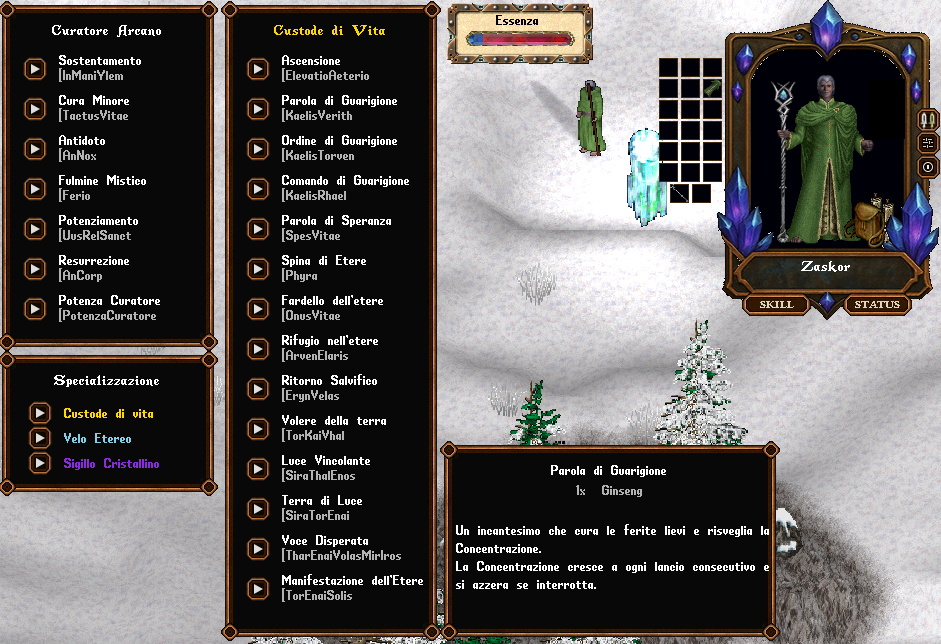 Curatore Arcano
Sostentamento
[InManiYlem
Cura Minore
[TactusVitae
Antidoto
[AnNox
Fulmine Mistico
[Ferio
Potenziamento
[UusRelSanct
Resurrezione
[AnCorp
Potenza Curatore
[PotenzaCuratore
Specializzazione
Custode di vita
Velo Etereo
Sigillo Cristallino
Custode di Vita
Ascensione
[ElevatioAeterio
Parola di Guarigione
[KaelisVerith
Ordine di Guarigione
[KaelisTorven
Comando di Guarigione
[KaelisRhael
Parola di Speranza
[SpesVitae
Spina di Etere
[Phyra
Fardello dell'etere
[OnusVitae
Rifugio nell'etere
[ArvenElaris
Ritorno Salvifico
[ErynVelas
Volere della terra
[TorKaiVhal
Luce Vincolante
[SiraThalEnos
Terra di Luce
[SiraTorEnai
Voce Disperata
[TharEnaiVolasMirIros
Manifestazione dell'Etere
[TorEnaiSolis
Essenza
Zaskor
SKILL
STATUS
Parola di Guarigione
1x Ginseng
Un incantesimo che cura le ferite lievi e risveglia la
Concentrazione.
La Concentrazione cresce a ogni lancio consecutivo e
si azzera se interrotta.